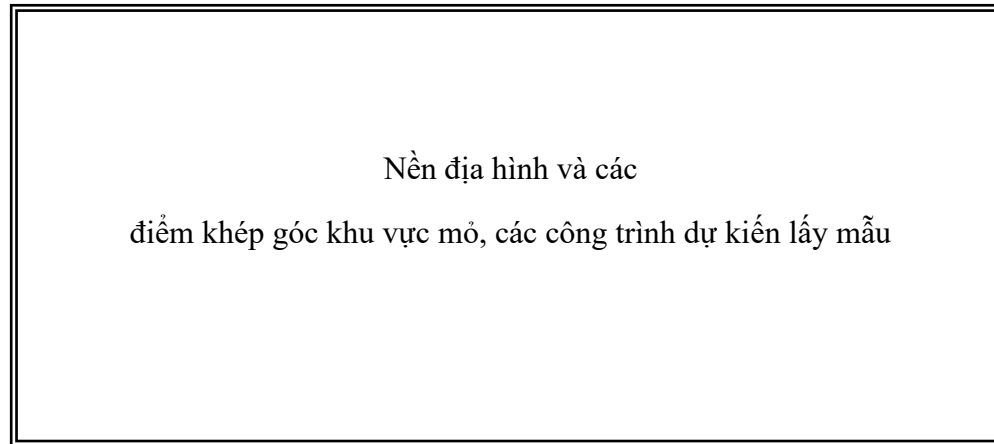 Nền địa hình và các
điểm khép góc khu vực mỏ, các công trình dự kiến lấy mẫu